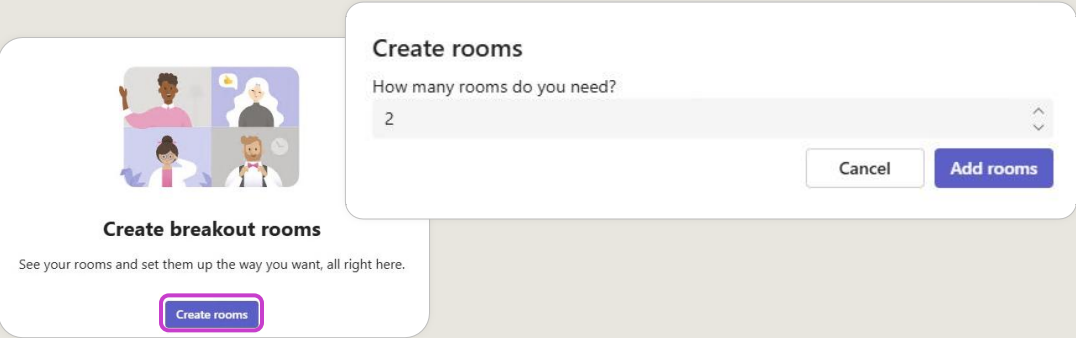 Create rooms
How many rooms do you need?
2
Cancel
Add rooms
Create breakout rooms
See your rooms and set them up the way you want, all right here.
Create rooms